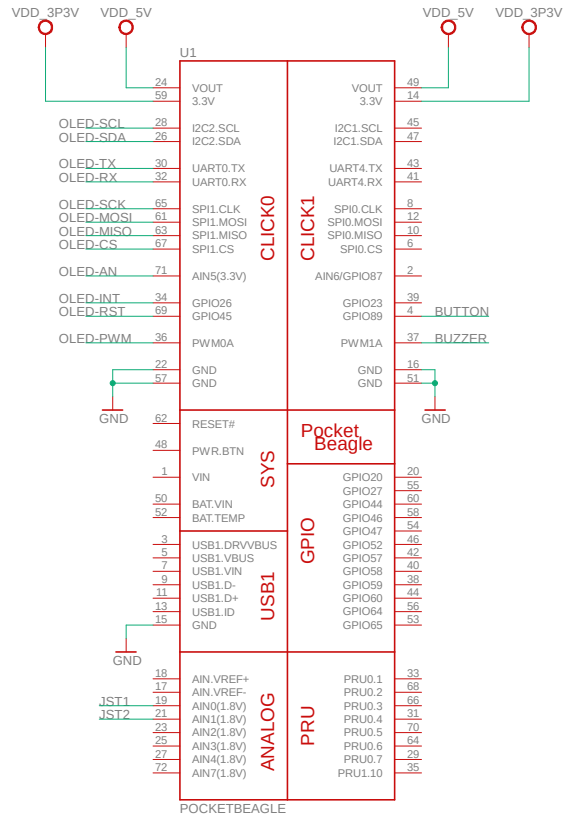 VDD_3P3V VDD_5V VDD_5V VDD_3P3V
U1
24 VOUT VOUT 49
59 3.3V 3.3V 14
OLED-SCL 28 I2C2.SCL I2C1.SCL 45
OLED-SDA 26 I2C2.SDA I2C1.SDA 47
OLED-TX 30 UART0.TX UART4.TX 43
OLED-RX 32 UART0.RX UART4.RX 41
OLED-SCK 65 SPI1.CLK SPI0.CLK 8
OLED-MOSI 61 SPI1.MOSI SPI0.MOSI 12
OLED-MISO 63 SPI1.MISO SPI0.MISO 10
OLED-CS 67 SPI1.CS SPI0.CS 6
CLICK0 CLICK1
OLED-AN 71 AIN5(3.3V) AIN6/GPIO87 2
OLED-INT 34 GPIO26 GPIO23 39
OLED-RST 69 GPIO45 GPIO89 4 BUTTON
OLED-PWM 36 PWM0A PWM1A 37 BUZZER
22 GND GND 16
57 GND GND 51
GND GND
62 RESET#
48 PWR.BTN
1 VIN
50 BAT.VIN
52 BAT.TEMP
SYS
Pocket
Beagle
GPIO20 20
GPIO27 55
GPIO44 60
GPIO46 58
GPIO47 54
GPIO52 46
GPIO57 42
GPIO58 40
GPIO59 38
GPIO60 44
GPIO64 56
GPIO65 53
GPIO
3 USB1.DRVVBUS
5 USB1.VBUS
7 USB1.VIN
9 USB1.D-
11 USB1.D+
13 USB1.ID
15 GND
USB1
GND
18 AIN.VREF+ PRU0.1 33
17 AIN.VREF- PRU0.2 68
JST1 19 AIN0(1.8V) PRU0.3 66
JST2 21 AIN1(1.8V) PRU0.4 31
23 AIN2(1.8V) PRU0.5 70
25 AIN3(1.8V) PRU0.6 64
27 AIN4(1.8V) PRU0.7 29
72 AIN7(1.8V) PRU1.10 35
ANALOG PRU
POCKETBEAGLE